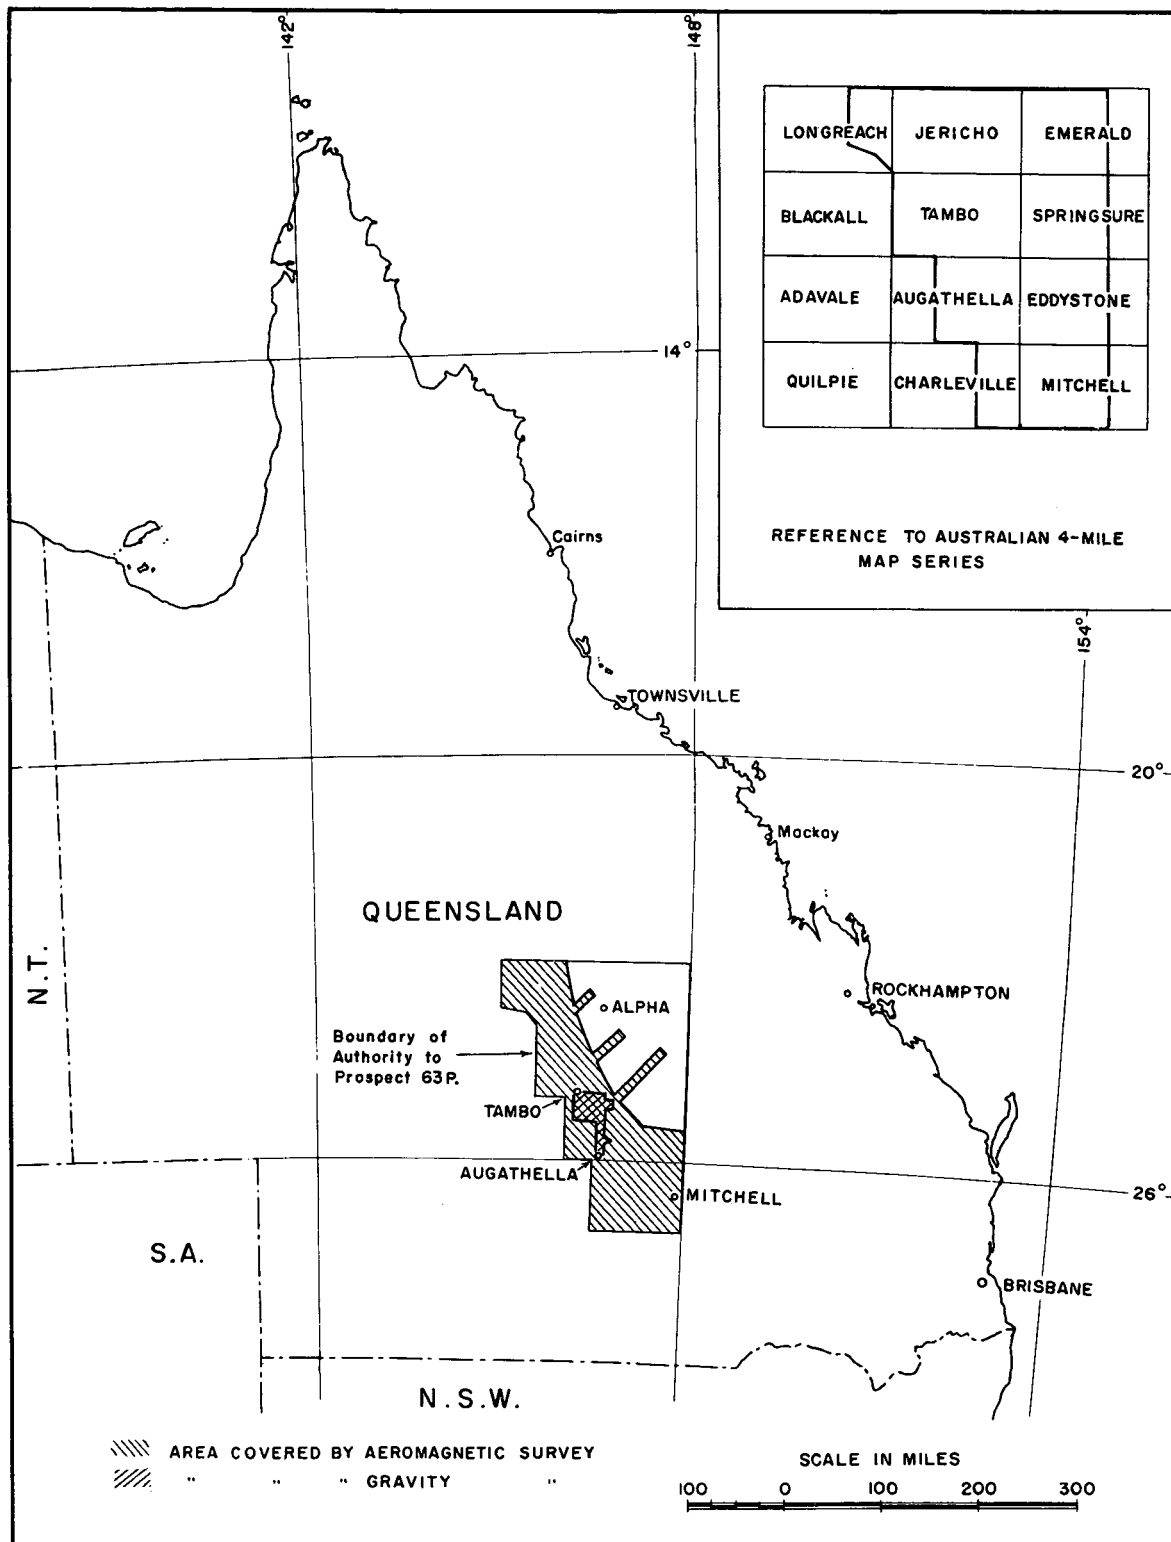 142°
148°
LONGREACH JERICHO EMERALD
BLACKALL TAMBO SPRINGSURE
ADAVALE AUGATHELLA EDDYSTONE
QUILPIE CHARLEVILLE MITCHELL
14°
REFERENCE TO AUSTRALIAN 4-MILE
MAP SERIES
Cairns
154°
TOWNSVILLE
20°
Mackay
QUEENSLAND
N.T.
ROCKHAMPTON
ALPHA
Boundary of
Authority to
Prospect 63P.
TAMBO
AUGATHELLA
MITCHELL
26°
S.A.
BRISBANE
N.S.W.
AREA COVERED BY AEROMAGNETIC SURVEY
" " " GRAVITY "
SCALE IN MILES
100 0 100 200 300